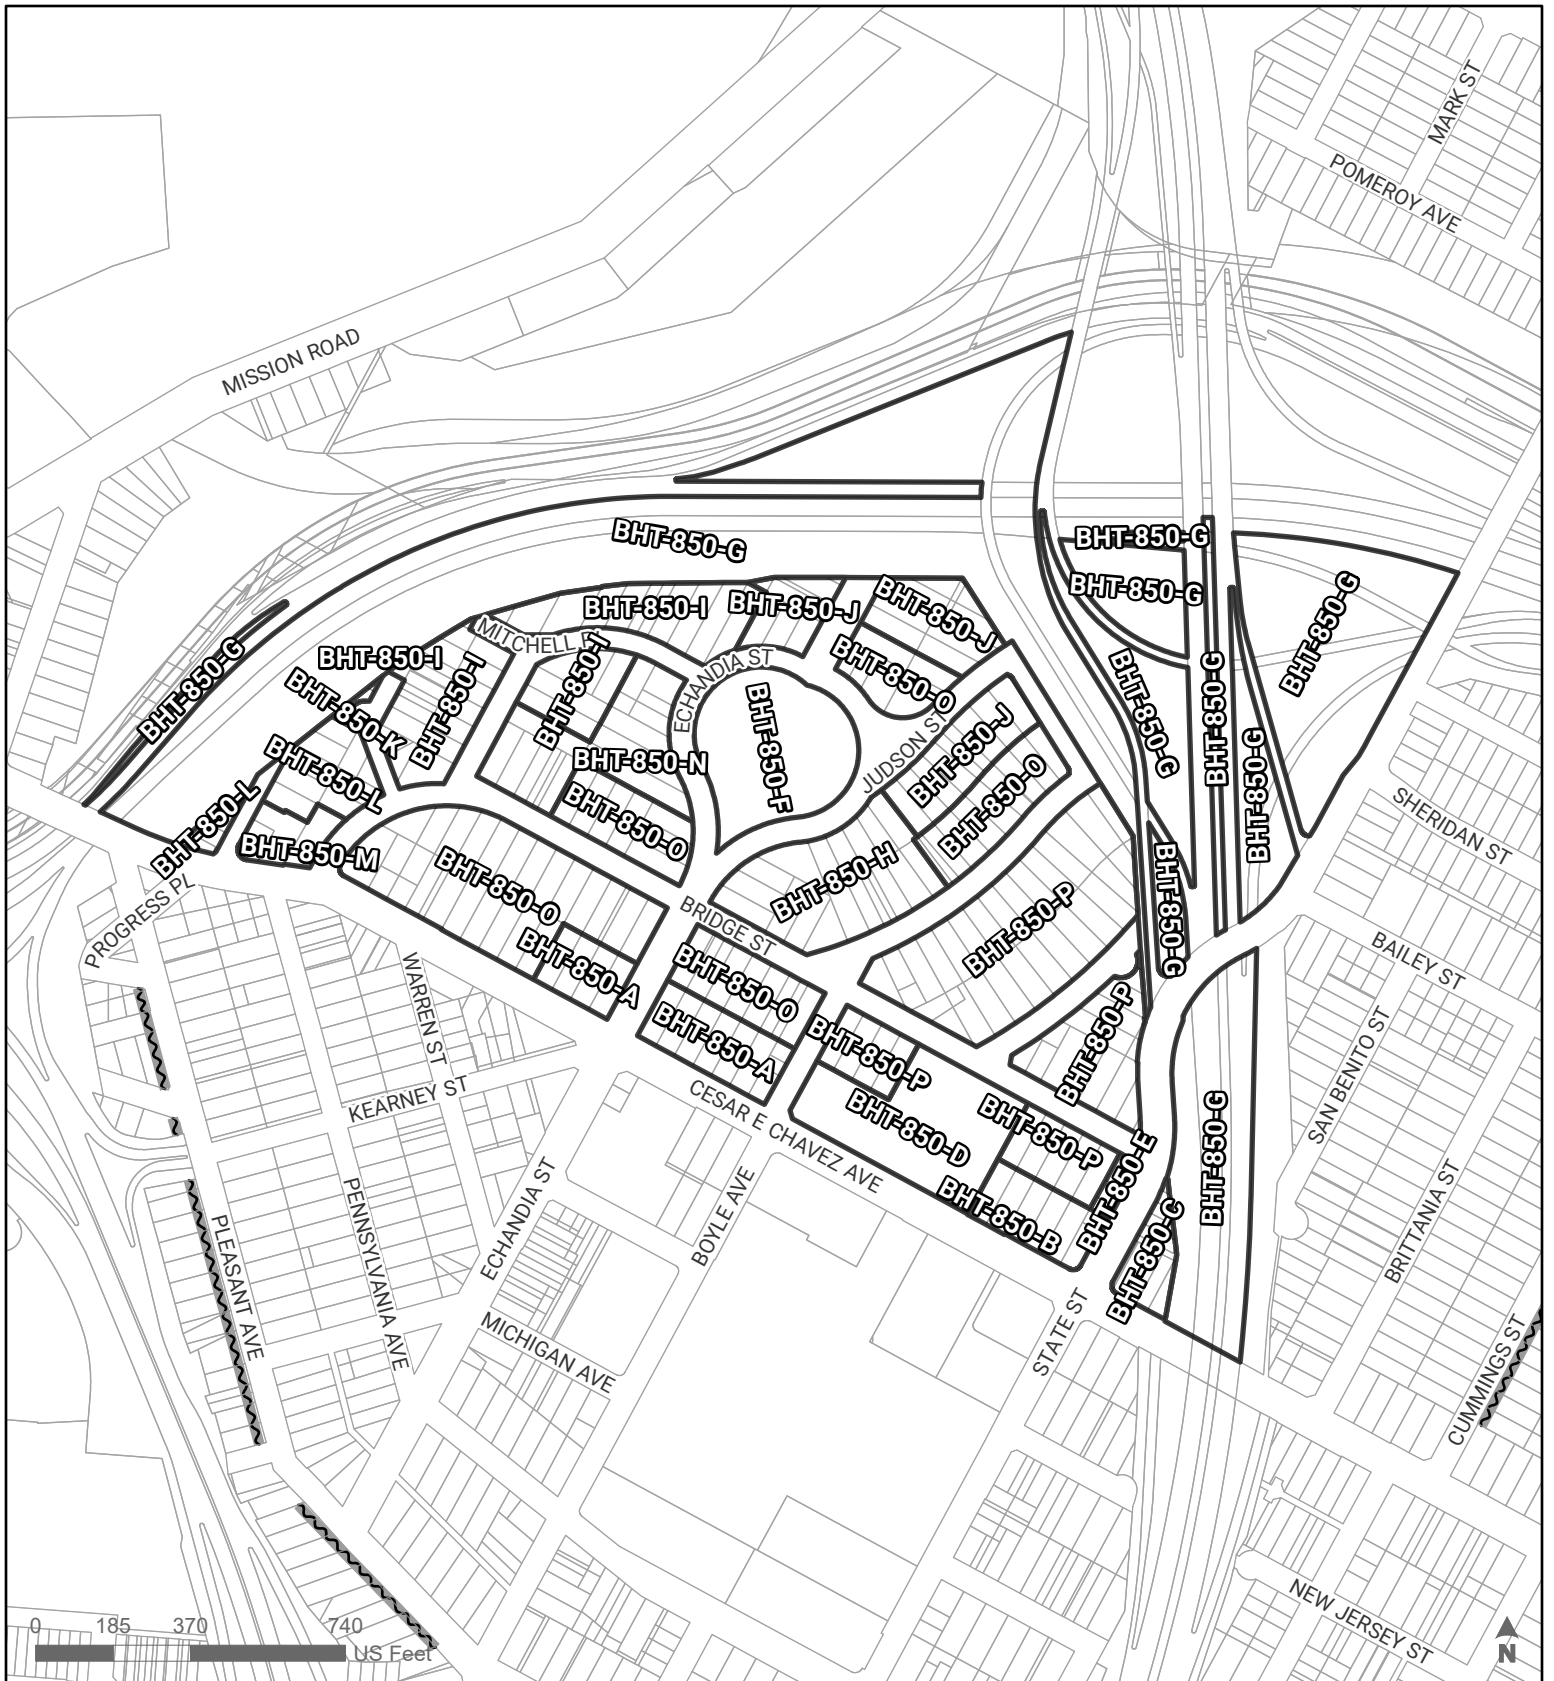 MARK ST
POMEROY AVE
MISSION ROAD
BHT-850-G
BHT-850-G
BHT-850-G
BHT-850-G
BHT-850-I
BHT-850-J
BHT-850-J
MITCHELL P
BHT-850-G
BHT-850-I
BHT-850-I
BHT-850-I
ECHANDIA ST
BHT-850-O
BHT-850-K
BHT-850-N
BHT-850-F
JUDSON ST
BHT-850-J
BHT-850-G
BHT-850-G
BHT-850-G
BHT-850-L
BHT-850-L
BHT-850-O
BHT-850-O
SHERIDAN ST
BHT-850-M
BHT-850-O
BHT-850-H
BHT-850-P
BHT-850-G
PROGRESS PL
BRIDGE ST
BHT-850-A
BHT-850-O
BAILEY ST
WARREN ST
BHT-850-A
BHT-850-P
BHT-850-P
SAN BENITO ST
KEARNEY ST
CESAR E CHAVEZ AVE
BHT-850-D
BHT-850-P
BHT-850-E
BHT-850-G
ECHANDIA ST
BOYLE AVE
BHT-850-B
BHT-850-C
BRITTANIA ST
PLEASANT AVE
PENNSYLVANIA AVE
MICHIGAN AVE
STATE ST
CUMMINGS ST
NEW JERSEY ST
0 185 370 740
US Feet
N